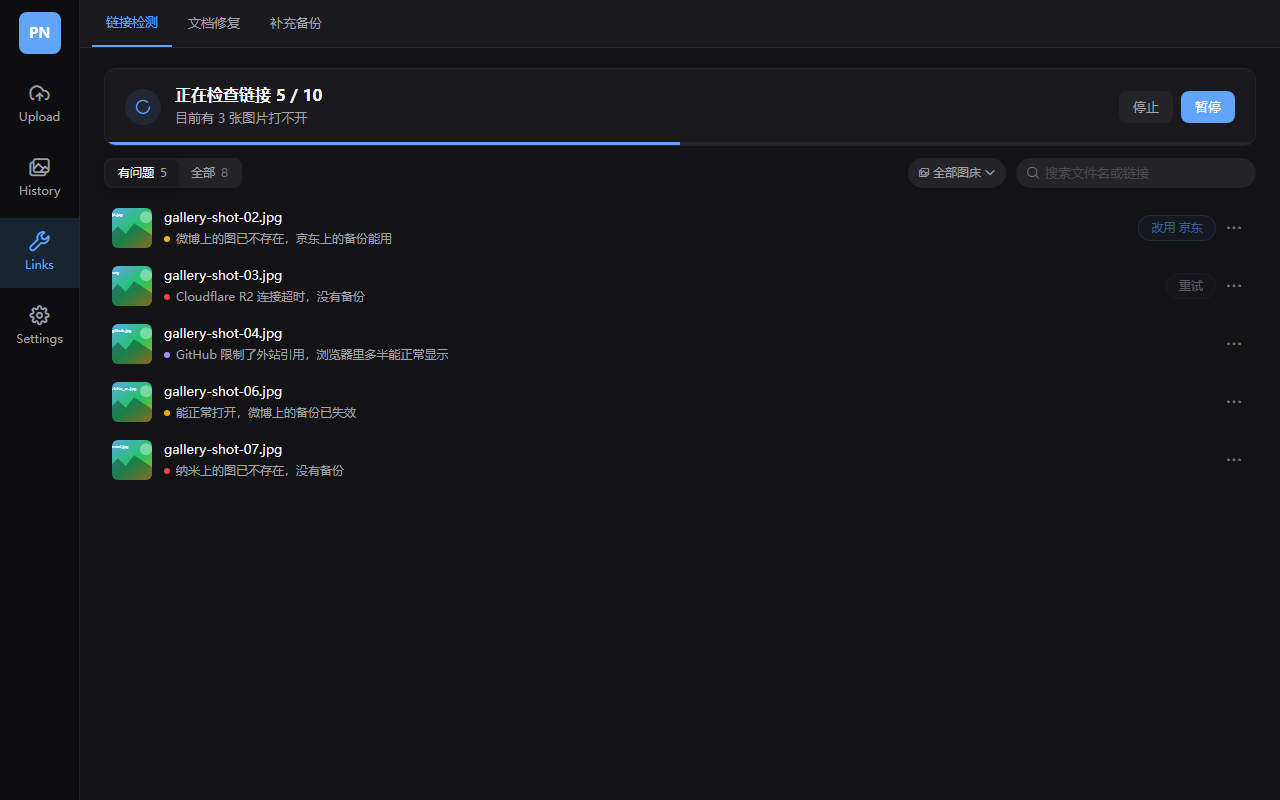 PN
Upload
History
Links
Settings
链接检测
文档修复
补充备份
正在检查链接 5 / 10
目前有 3 张图片打不开
停止
暂停
有问题 5
全部 8
全部图床
搜索文件名或链接
gallery-shot-02.jpg
微博上的图已不存在，京东上的备份能用
改用 京东
gallery-shot-03.jpg
Cloudflare R2 连接超时，没有备份
重试
gallery-shot-04.jpg
GitHub 限制了外站引用，浏览器里多半能正常显示
gallery-shot-06.jpg
能正常打开，微博上的备份已失效
gallery-shot-07.jpg
纳米上的图已不存在，没有备份